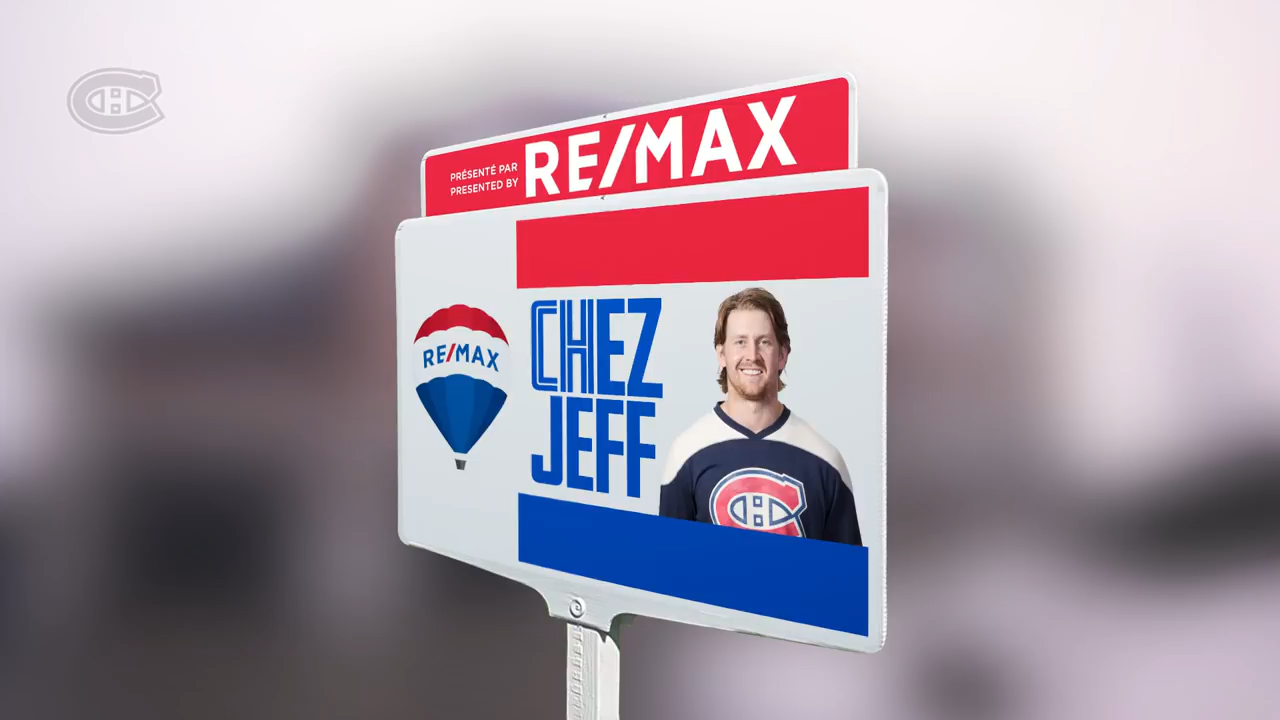 PRÉSENTÉ PAR
PRESENTED BY
RE/MAX
RE/MAX
CHEZ
JEFF